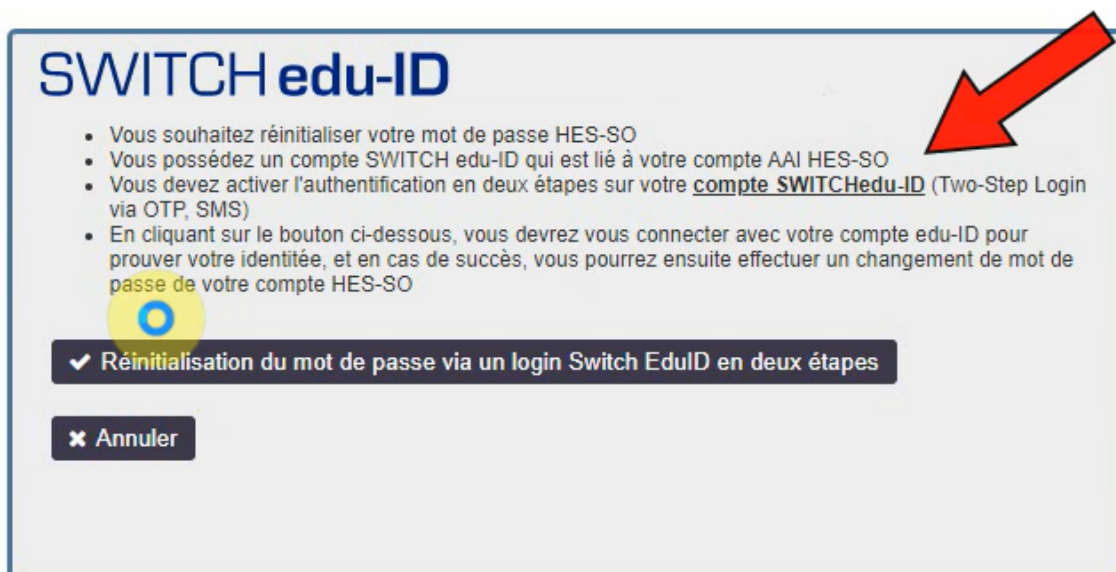 SWITCH edu-ID
• Vous souhaitez réinitialiser votre mot de passe HES-SO
• Vous possédez un compte SWITCH edu-ID qui est lié à votre compte AAI HES-SO
• Vous devez activer l'authentification en deux étapes sur votre compte SWITCHedu-ID (Two-Step Login
via OTP, SMS)
• En cliquant sur le bouton ci-dessous, vous devrez vous connecter avec votre compte edu-ID pour
prouver votre identitée, et en cas de succès, vous pourrez ensuite effectuer un changement de mot de
passe de votre compte HES-SO
✔ Réinitialisation du mot de passe via un login Switch EduID en deux étapes
✖ Annuler